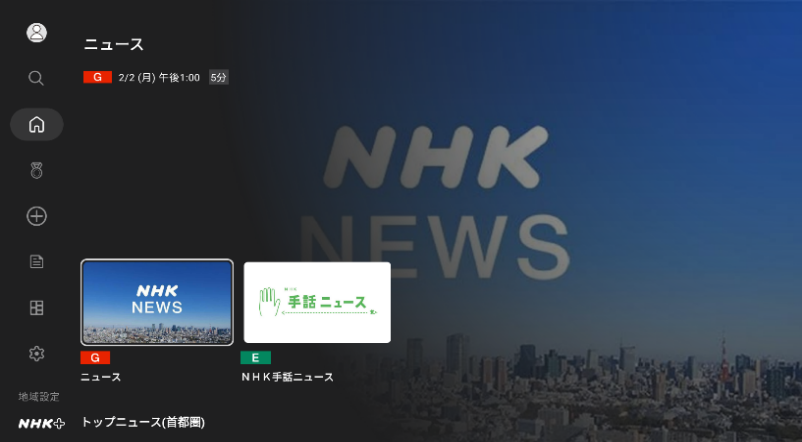 ニュース
G 2/2 (月) 午後1:00 5分
NHK
NEWS
NHK
NEWS
手話 ニュース
G
E
ニュース
NHK手話ニュース
地域設定
NHK+
トップニュース(首都圏)